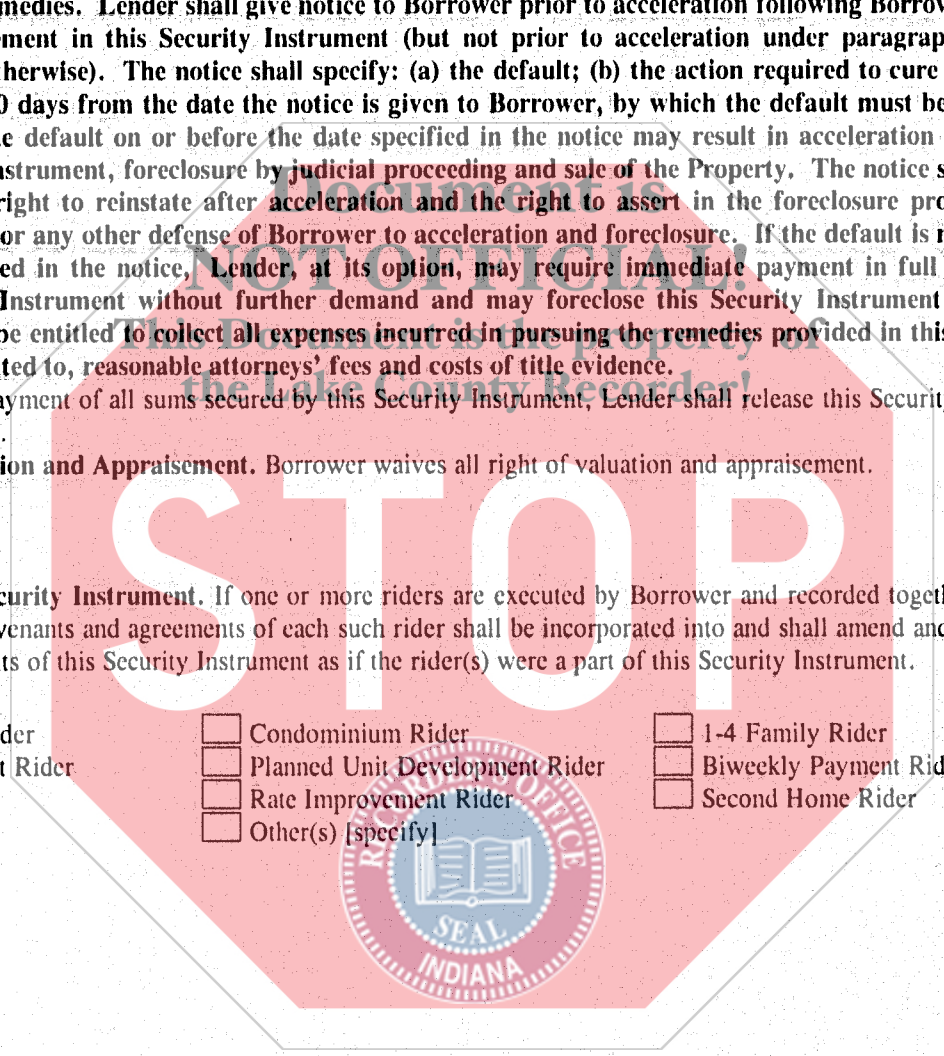 medies. Lender shall give notice to Borrower prior to acceleration following Borrow
ement in this Security Instrument (but not prior to acceleration under paragrap
therwise). The notice shall specify: (a) the default; (b) the action required to cure
0 days from the date the notice is given to Borrower, by which the default must be
e default on or before the date specified in the notice may result in acceleration
nstrument, foreclosure by judicial proceeding and sale of the Property. The notice s
right to reinstate after acceleration and the right to assert in the foreclosure pro
or any other defense of Borrower to acceleration and foreclosure. If the default is n
ed in the notice, Lender, at its option, may require immediate payment in full
Instrument without further demand and may foreclose this Security Instrument
be entitled to collect all expenses incurred in pursuing the remedies provided in this
ted to, reasonable attorneys' fees and costs of title evidence.
ayment of all sums secured by this Security Instrument, Lender shall release this Securit
.
ion and Appraisement. Borrower waives all right of valuation and appraisement.
curity Instrument. If one or more riders are executed by Borrower and recorded togeth
venants and agreements of each such rider shall be incorporated into and shall amend and
ts of this Security Instrument as if the rider(s) were a part of this Security Instrument.
der Condominium Rider 1-4 Family Rider
t Rider Planned Unit Development Rider Biweekly Payment Rid
Rate Improvement Rider Second Home Rider
Other(s) [specify]
Document is
NOT OFFICIAL!
This Document is the property of
the Lake County Recorder!
STOP
RECORDER'S OFFICE
SEAL
INDIANA